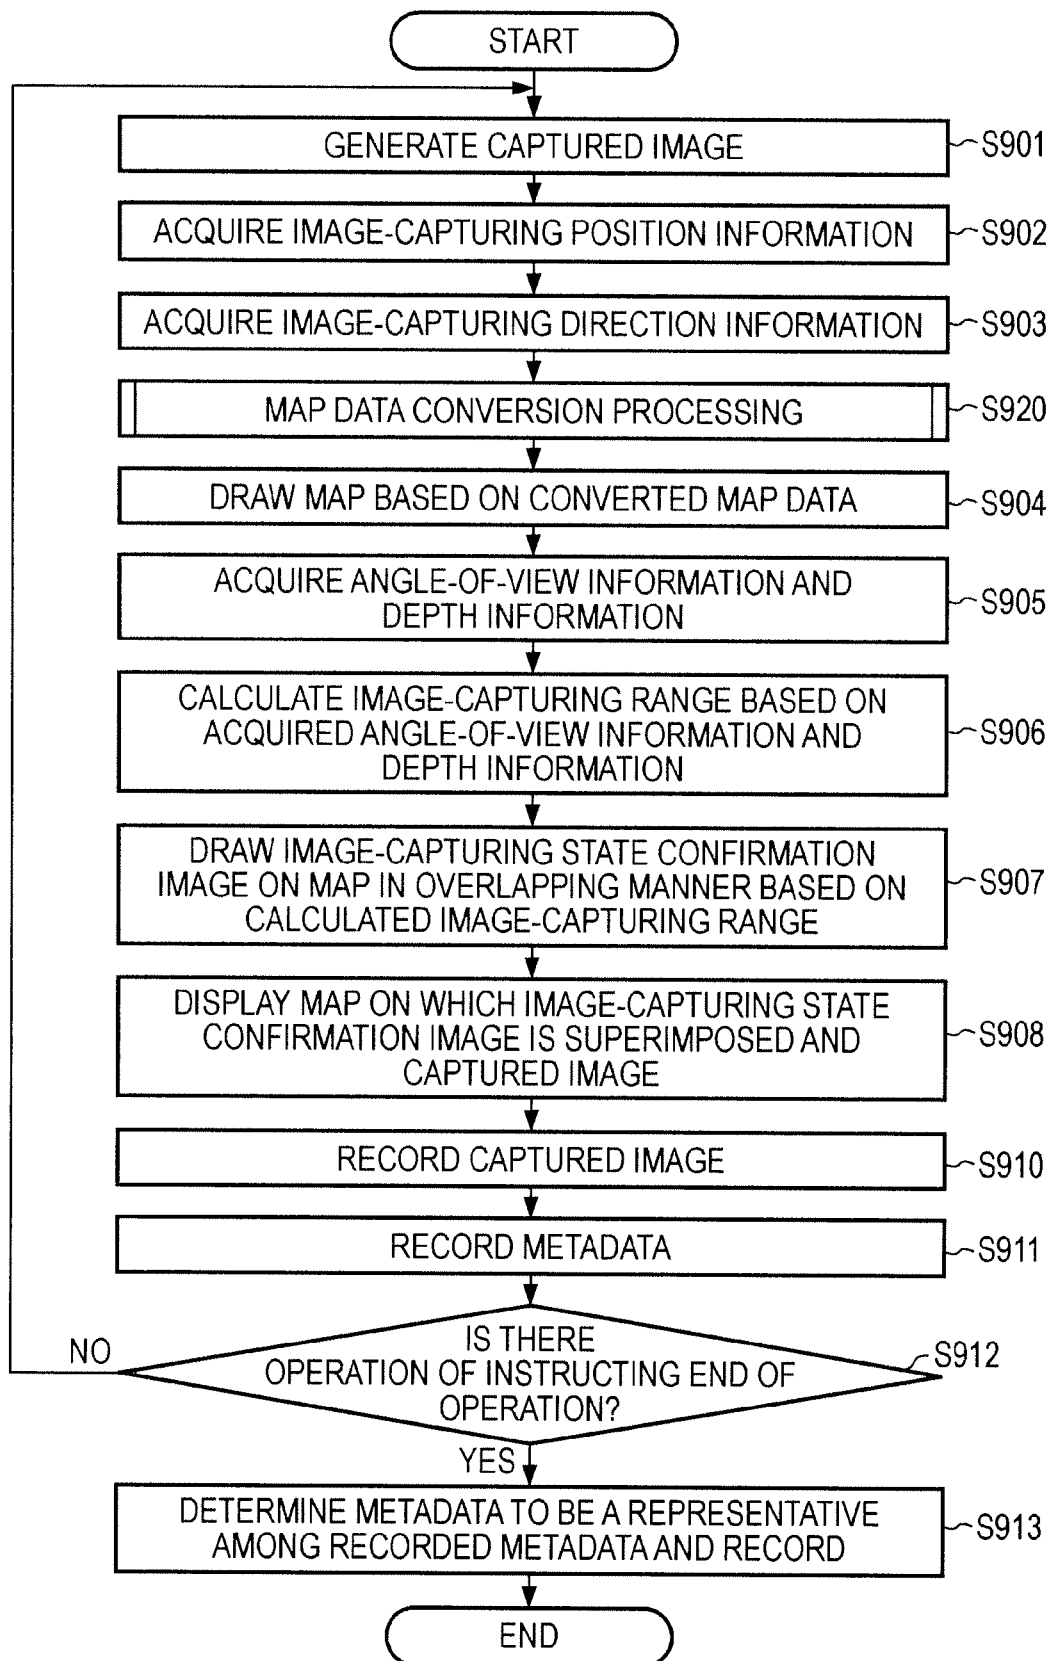 START
GENERATE CAPTURED IMAGE
S901
ACQUIRE IMAGE-CAPTURING POSITION INFORMATION
S902
ACQUIRE IMAGE-CAPTURING DIRECTION INFORMATION
S903
MAP DATA CONVERSION PROCESSING
S920
DRAW MAP BASED ON CONVERTED MAP DATA
S904
ACQUIRE ANGLE-OF-VIEW INFORMATION AND
DEPTH INFORMATION
S905
CALCULATE IMAGE-CAPTURING RANGE BASED ON
ACQUIRED ANGLE-OF-VIEW INFORMATION AND
DEPTH INFORMATION
S906
DRAW IMAGE-CAPTURING STATE CONFIRMATION
IMAGE ON MAP IN OVERLAPPING MANNER BASED ON
CALCULATED IMAGE-CAPTURING RANGE
S907
DISPLAY MAP ON WHICH IMAGE-CAPTURING STATE
CONFIRMATION IMAGE IS SUPERIMPOSED AND
CAPTURED IMAGE
S908
RECORD CAPTURED IMAGE
S910
RECORD METADATA
S911
NO
IS THERE
OPERATION OF INSTRUCTING END OF
OPERATION?
S912
YES
DETERMINE METADATA TO BE A REPRESENTATIVE
AMONG RECORDED METADATA AND RECORD
S913
END